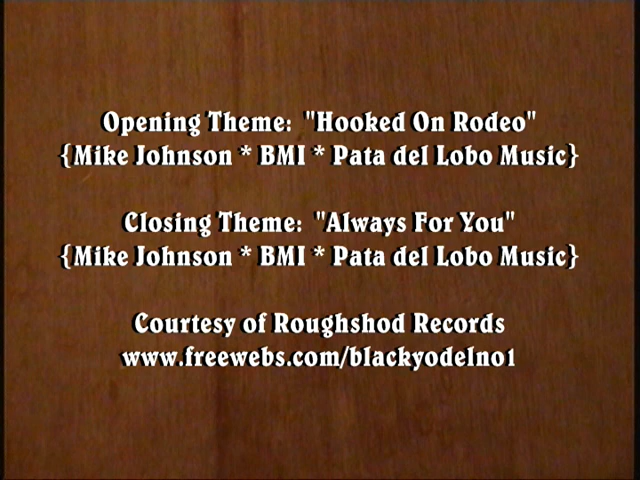 Opening Theme: "Hooked On Rodeo"
{Mike Johnson * BMI * Pata del Lobo Music}
Closing Theme: "Always For You"
{Mike Johnson * BMI * Pata del Lobo Music}
Courtesy of Roughshod Records
www.freewebs.com/blackyodelno1